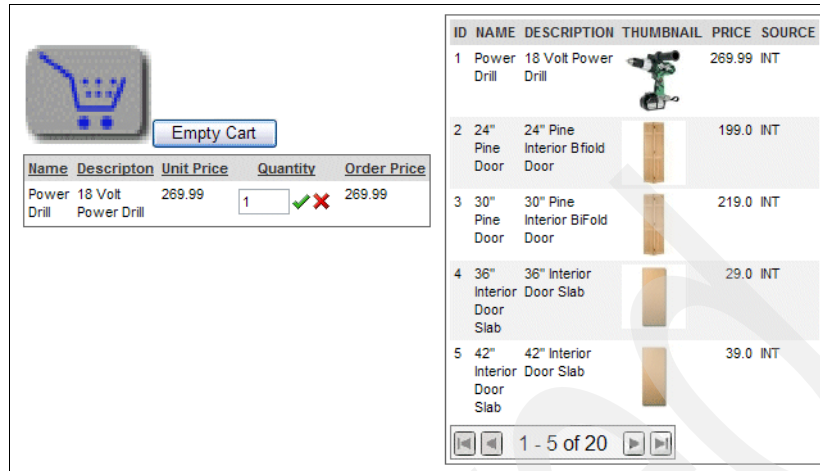 Empty Cart
Name Descripton Unit Price Quantity Order Price
Power 18 Volt 269.99 1 269.99
Drill Power Drill
ID NAME DESCRIPTION THUMBNAIL PRICE SOURCE
1 Power 18 Volt Power 269.99 INT
Drill Drill
2 24" 24" Pine 199.0 INT
Pine Interior Bfiold
Door Door
3 30" 30" Pine 219.0 INT
Pine Interior BiFold
Door Door
4 36" 36" Interior 29.0 INT
Interior Door Slab
Door
Slab
5 42" 42" Interior 39.0 INT
Interior Door Slab
Door
Slab
1 - 5 of 20